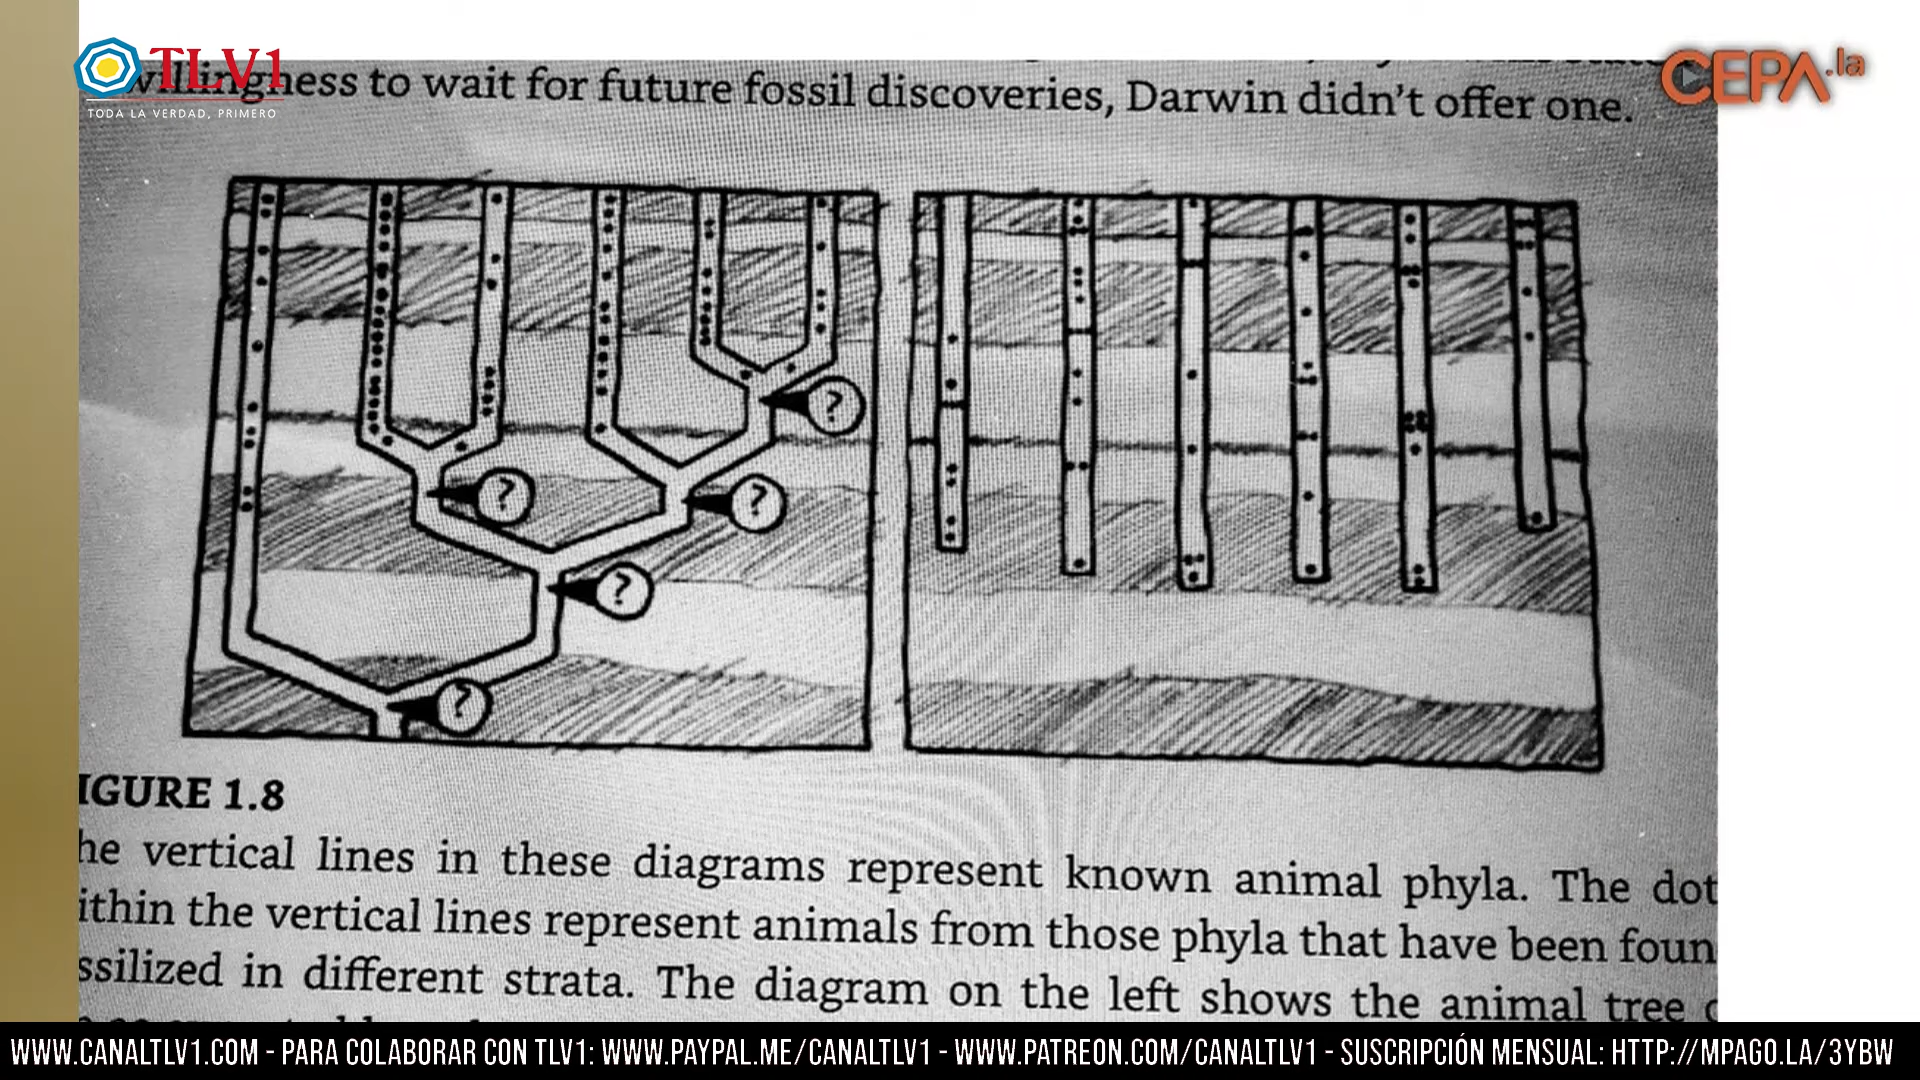 TLV1
TODA LA VERDAD, PRIMERO
CEPA.la
willingness to wait for future fossil discoveries, Darwin didn't offer one.
?
?
?
?
?
IGURE 1.8
he vertical lines in these diagrams represent known animal phyla. The dot
ithin the vertical lines represent animals from those phyla that have been foun
ssilized in different strata. The diagram on the left shows the animal tree
WWW.CANALTLV1.COM - PARA COLABORAR CON TLV1: WWW.PAYPAL.ME/CANALTLV1 - WWW.PATREON.COM/CANALTLV1 - SUSCRIPCIÓN MENSUAL: HTTP://MPAGO.LA/3YBW